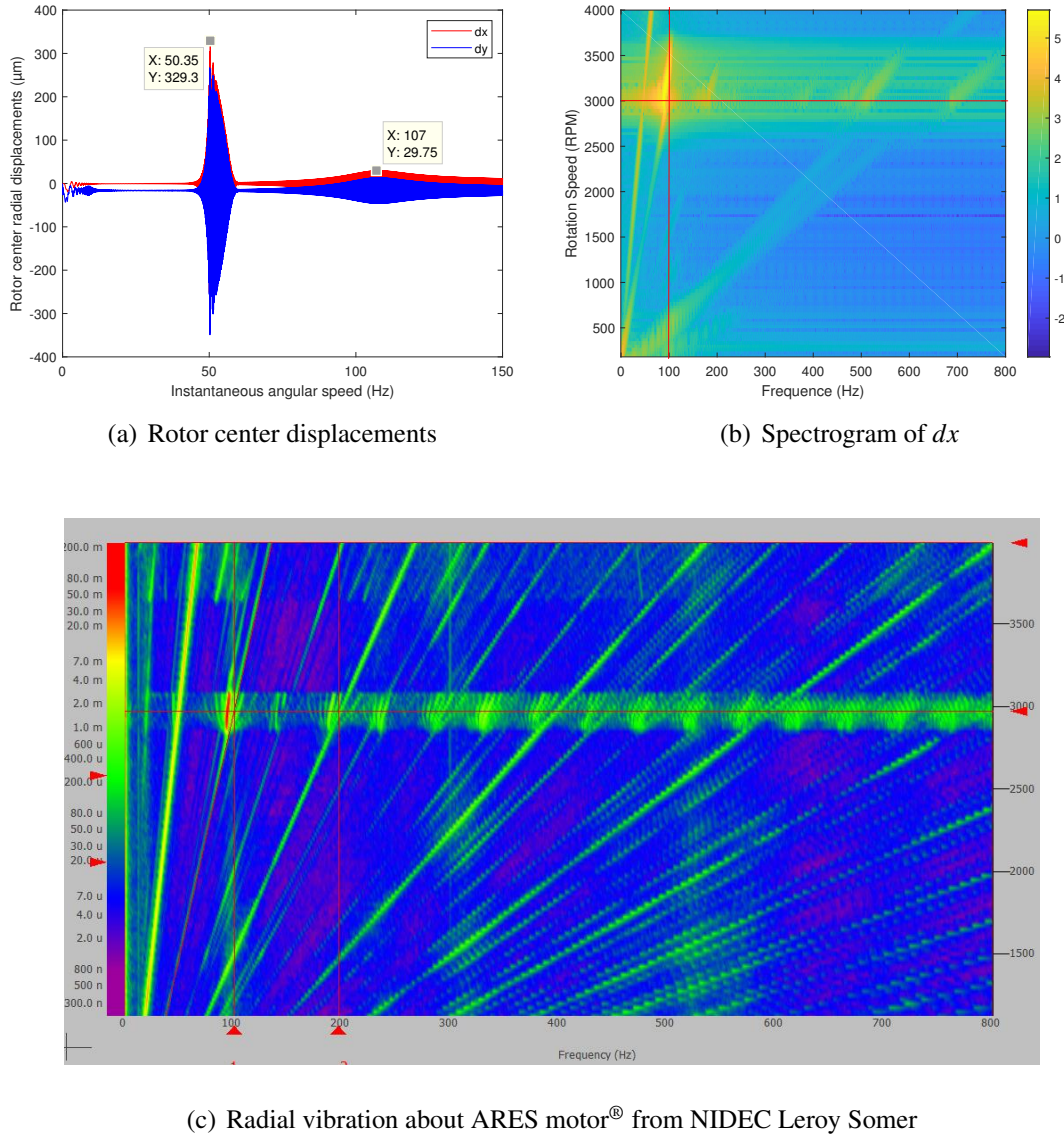 400
300
200
100
0
-100
-200
-300
-400
Rotor center radial displacements (μm)
X: 50.35
Y: 329.3
X: 107
Y: 29.75
dx
dy
0 50 100 150
Instantaneous angular speed (Hz)
(a) Rotor center displacements
4000
3500
3000
2500
2000
1500
1000
500
Rotation Speed (RPM)
0 100 200 300 400 500 600 700 800
Frequence (Hz)
5
4
3
2
1
0
-1
-2
(b) Spectrogram of dx
200.0 m
80.0 m
50.0 m
30.0 m
20.0 m
7.0 m
4.0 m
2.0 m
1.0 m
600 u
400.0 u
200.0 u
80.0 u
50.0 u
30.0 u
20.0 u
7.0 u
4.0 u
2.0 u
800 n
500 n
300.0 n
3500
3000
2500
2000
1500
0 100 200 300 400 500 600 700 800
Frequency (Hz)
(c) Radial vibration about ARES motor® from NIDEC Leroy Somer